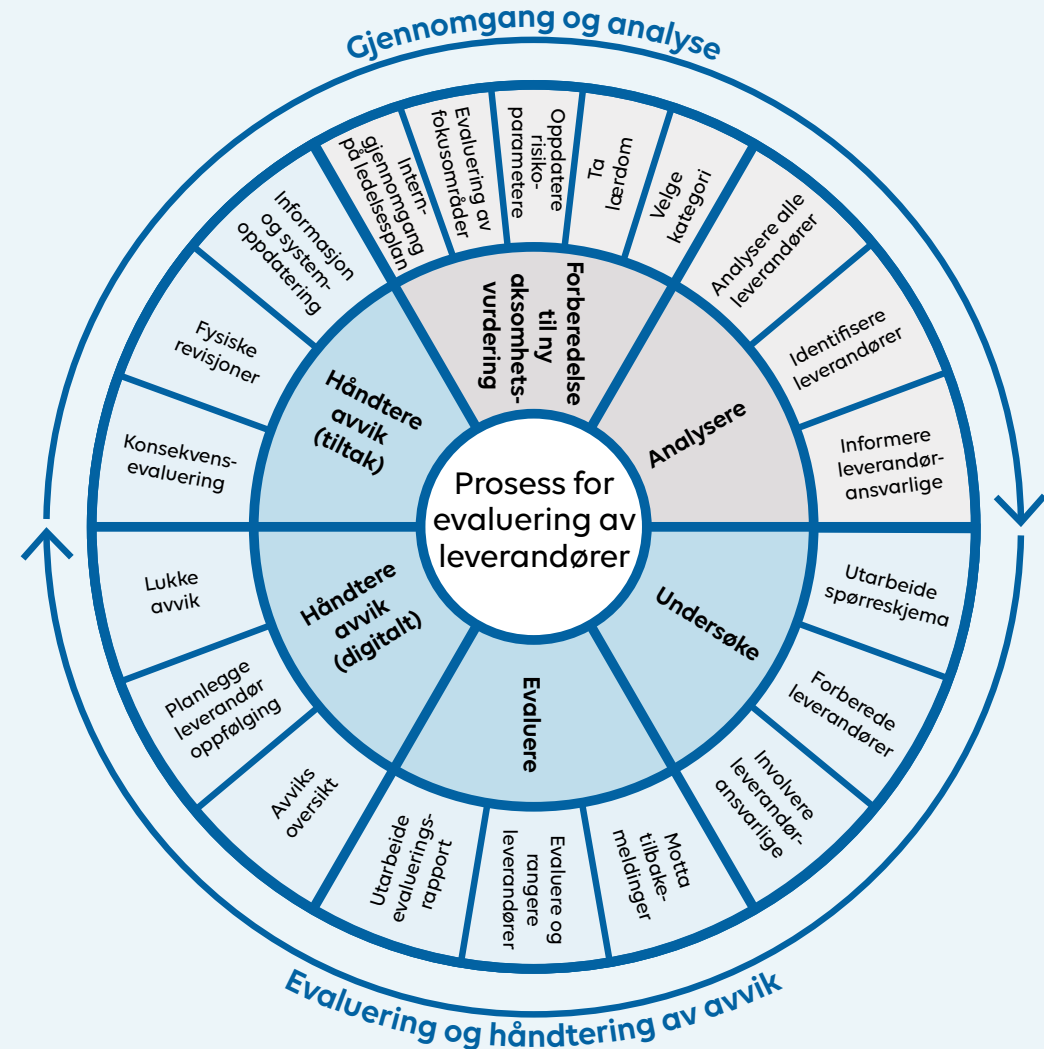 Gjennomgang og analyse
Intern-
gjennomgang
på ledelsesplan
Evaluering av
fokusområder
Oppdatere
risiko-
parametere
Ta
lærdom
Velge
kategori
Analysere alle
leverandører
Identifisere
leverandører
Informere
leverandør-
ansvarlige
Utarbeide
spørreskjema
Forberede
leverandører
Involvere
leverandør-
ansvarlige
Motta
tilbake-
meldinger
Evaluere og
rangere
leverandører
Utarbeide
evaluerings-
rapport
Avviks
oversikt
Planlegge
leverandør
oppfølging
Lukke
avvik
Konsekvens-
evaluering
Fysiske
revisjoner
Informasjon
og system-
oppdatering
Forberedelse
til ny
aksomhets-
vurdering
Analysere
Undersøke
Evaluere
Håndtere
avvik
(digitalt)
Håndtere
avvik
(tiltak)
Prosess for
evaluering av
leverandører
Evaluering og håndtering av avvik